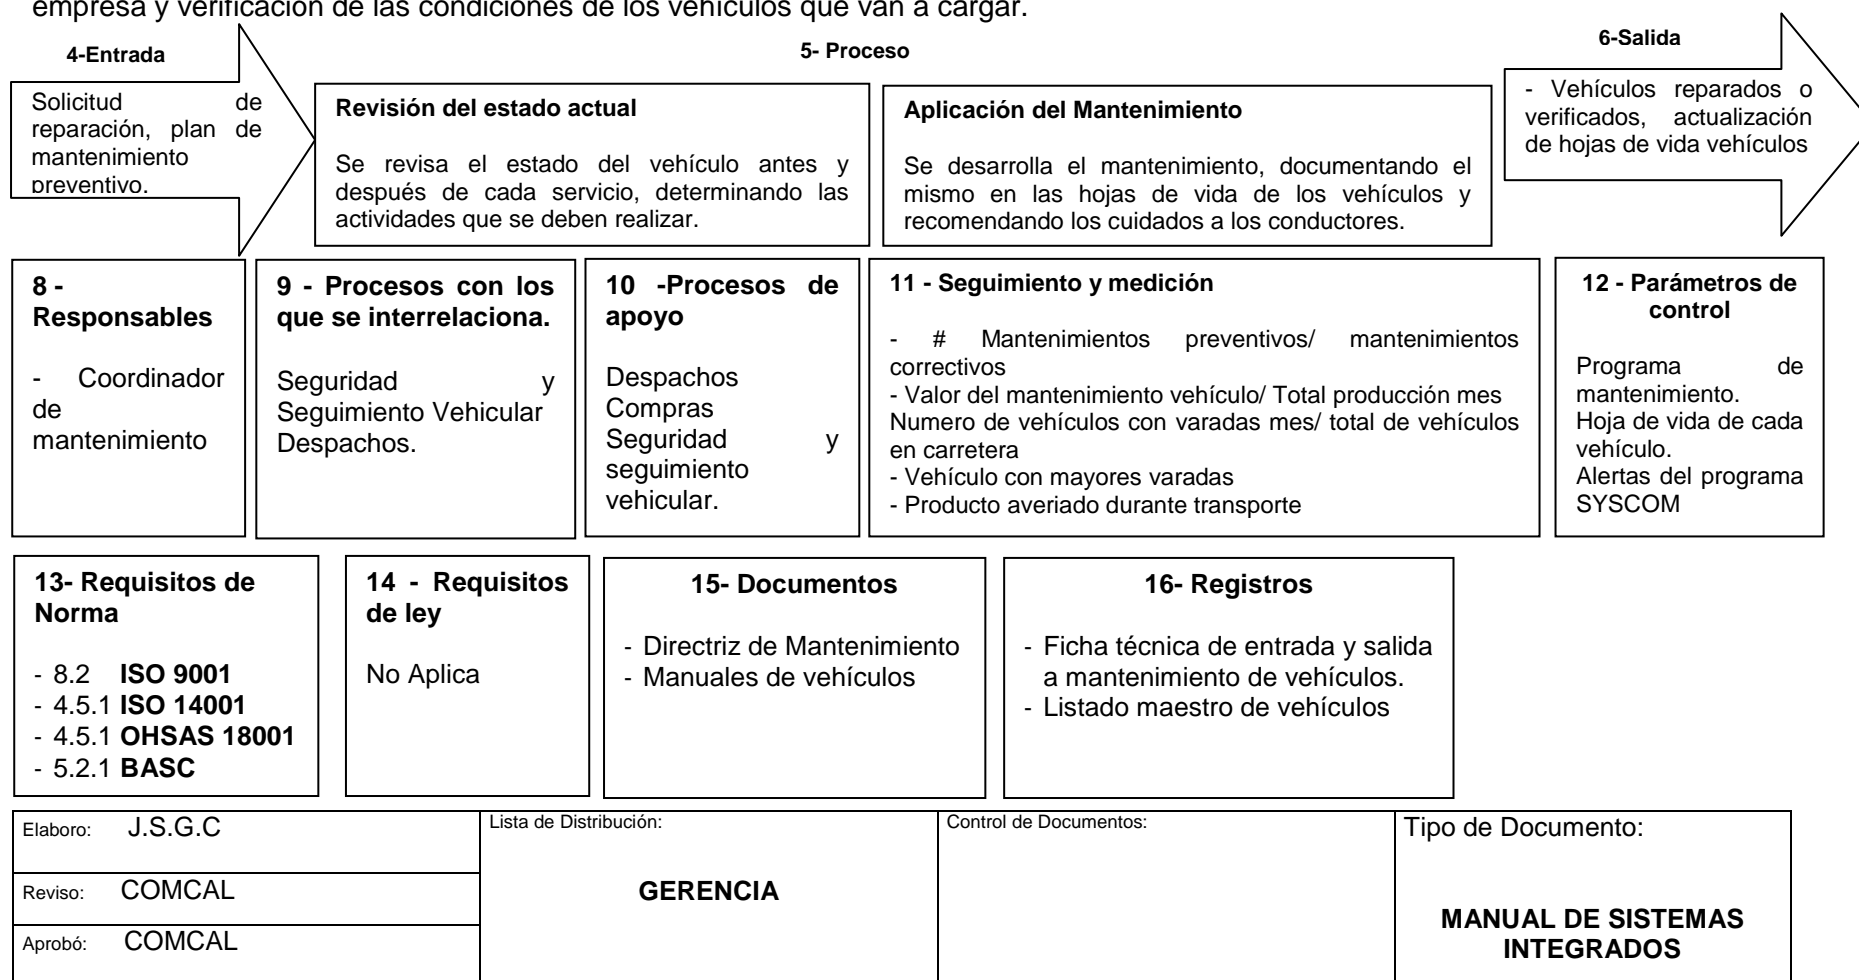 empresa y verificación de las condiciones de los vehículos que van a cargar.
4-Entrada
5- Proceso
6-Salida
Solicitud de
reparación, plan de
mantenimiento
preventivo.
Revisión del estado actual
Se revisa el estado del vehículo antes y
después de cada servicio, determinando las
actividades que se deben realizar.
Aplicación del Mantenimiento
Se desarrolla el mantenimiento, documentando el
mismo en las hojas de vida de los vehículos y
recomendando los cuidados a los conductores.
- Vehículos reparados o
verificados, actualización
de hojas de vida vehículos
8 -
Responsables
- Coordinador
de
mantenimiento
9 - Procesos con los
que se interrelaciona.
Seguridad y
Seguimiento Vehicular
Despachos.
10 -Procesos de
apoyo
Despachos
Compras
Seguridad y
seguimiento
vehicular.
11 - Seguimiento y medición
- # Mantenimientos preventivos/ mantenimientos
correctivos
- Valor del mantenimiento vehículo/ Total producción mes
Numero de vehículos con varadas mes/ total de vehículos
en carretera
- Vehículo con mayores varadas
- Producto averiado durante transporte
12 - Parámetros de
control
Programa de
mantenimiento.
Hoja de vida de cada
vehículo.
Alertas del programa
SYSCOM
13- Requisitos de
Norma
- 8.2 ISO 9001
- 4.5.1 ISO 14001
- 4.5.1 OHSAS 18001
- 5.2.1 BASC
14 - Requisitos
de ley
No Aplica
15- Documentos
- Directriz de Mantenimiento
- Manuales de vehículos
16- Registros
- Ficha técnica de entrada y salida
a mantenimiento de vehículos.
- Listado maestro de vehículos
Elaboro: J.S.G.C
Reviso: COMCAL
Aprobó: COMCAL
Lista de Distribución:
GERENCIA
Control de Documentos:
Tipo de Documento:
MANUAL DE SISTEMAS
INTEGRADOS